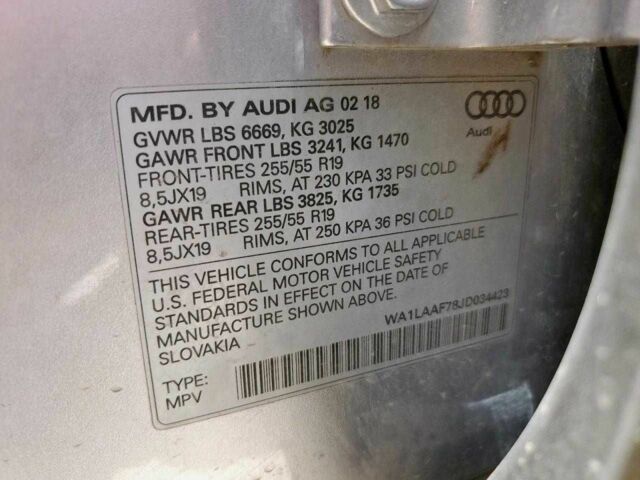 MFD. BY AUDI AG 02 18
GVWR LBS 6669, KG 3025
GAWR FRONT LBS 3241, KG 1470
FRONT-TIRES 255/55 R19
8,5JX19 RIMS, AT 230 KPA 33 PSI COLD
GAWR REAR LBS 3825, KG 1735
REAR-TIRES 255/55 R19
8,5JX19 RIMS, AT 250 KPA 36 PSI COLD
Audi
THIS VEHICLE CONFORMS TO ALL APPLICABLE
U.S. FEDERAL MOTOR VEHICLE SAFETY
STANDARDS IN EFFECT ON THE DATE OF
MANUFACTURE SHOWN ABOVE.
SLOVAKIA
WA1LAAF78JD034423
TYPE:
MPV